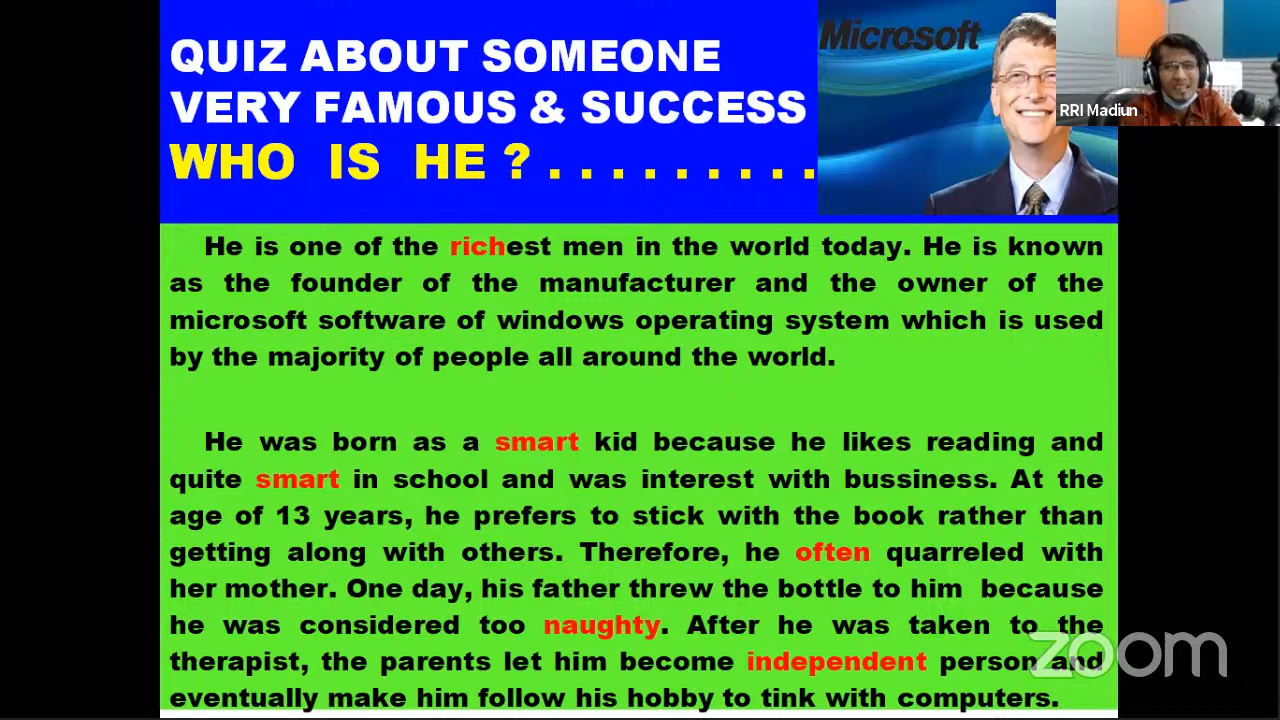 QUIZ ABOUT SOMEONE
VERY FAMOUS & SUCCESS
WHO IS HE ? . . . . . . . . .
Microsoft
RRI Madiun
He is one of the richest men in the world today. He is known
as the founder of the manufacturer and the owner of the
microsoft software of windows operating system which is used
by the majority of people all around the world.
He was born as a smart kid because he likes reading and
quite smart in school and was interest with bussiness. At the
age of 13 years, he prefers to stick with the book rather than
getting along with others. Therefore, he often quarreled with
her mother. One day, his father threw the bottle to him because
he was considered too naughty. After he was taken to the
therapist, the parents let him become independent person and
eventually make him follow his hobby to tink with computers.
zoom